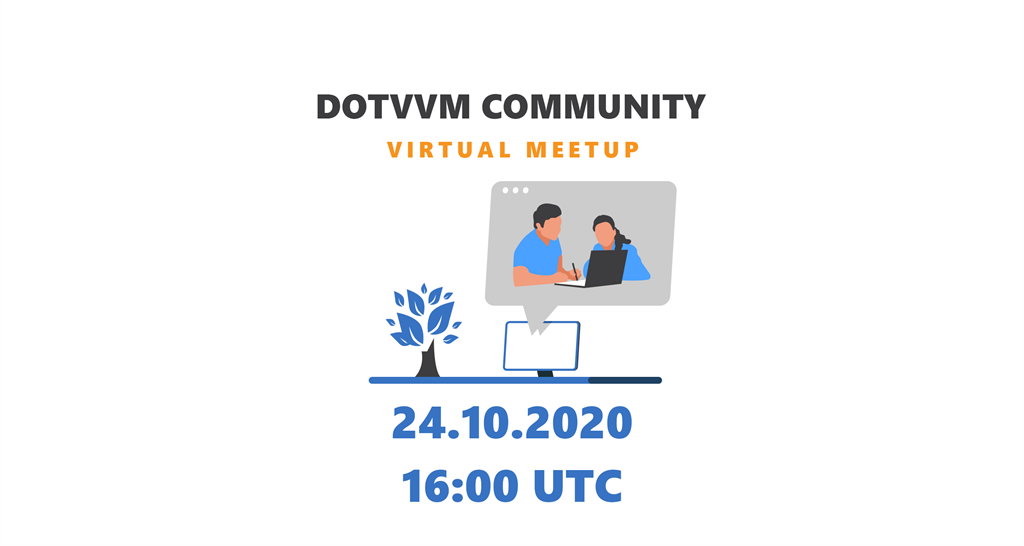 DOTVVM COMMUNITY
VIRTUAL MEETUP
24.10.2020
16:00 UTC